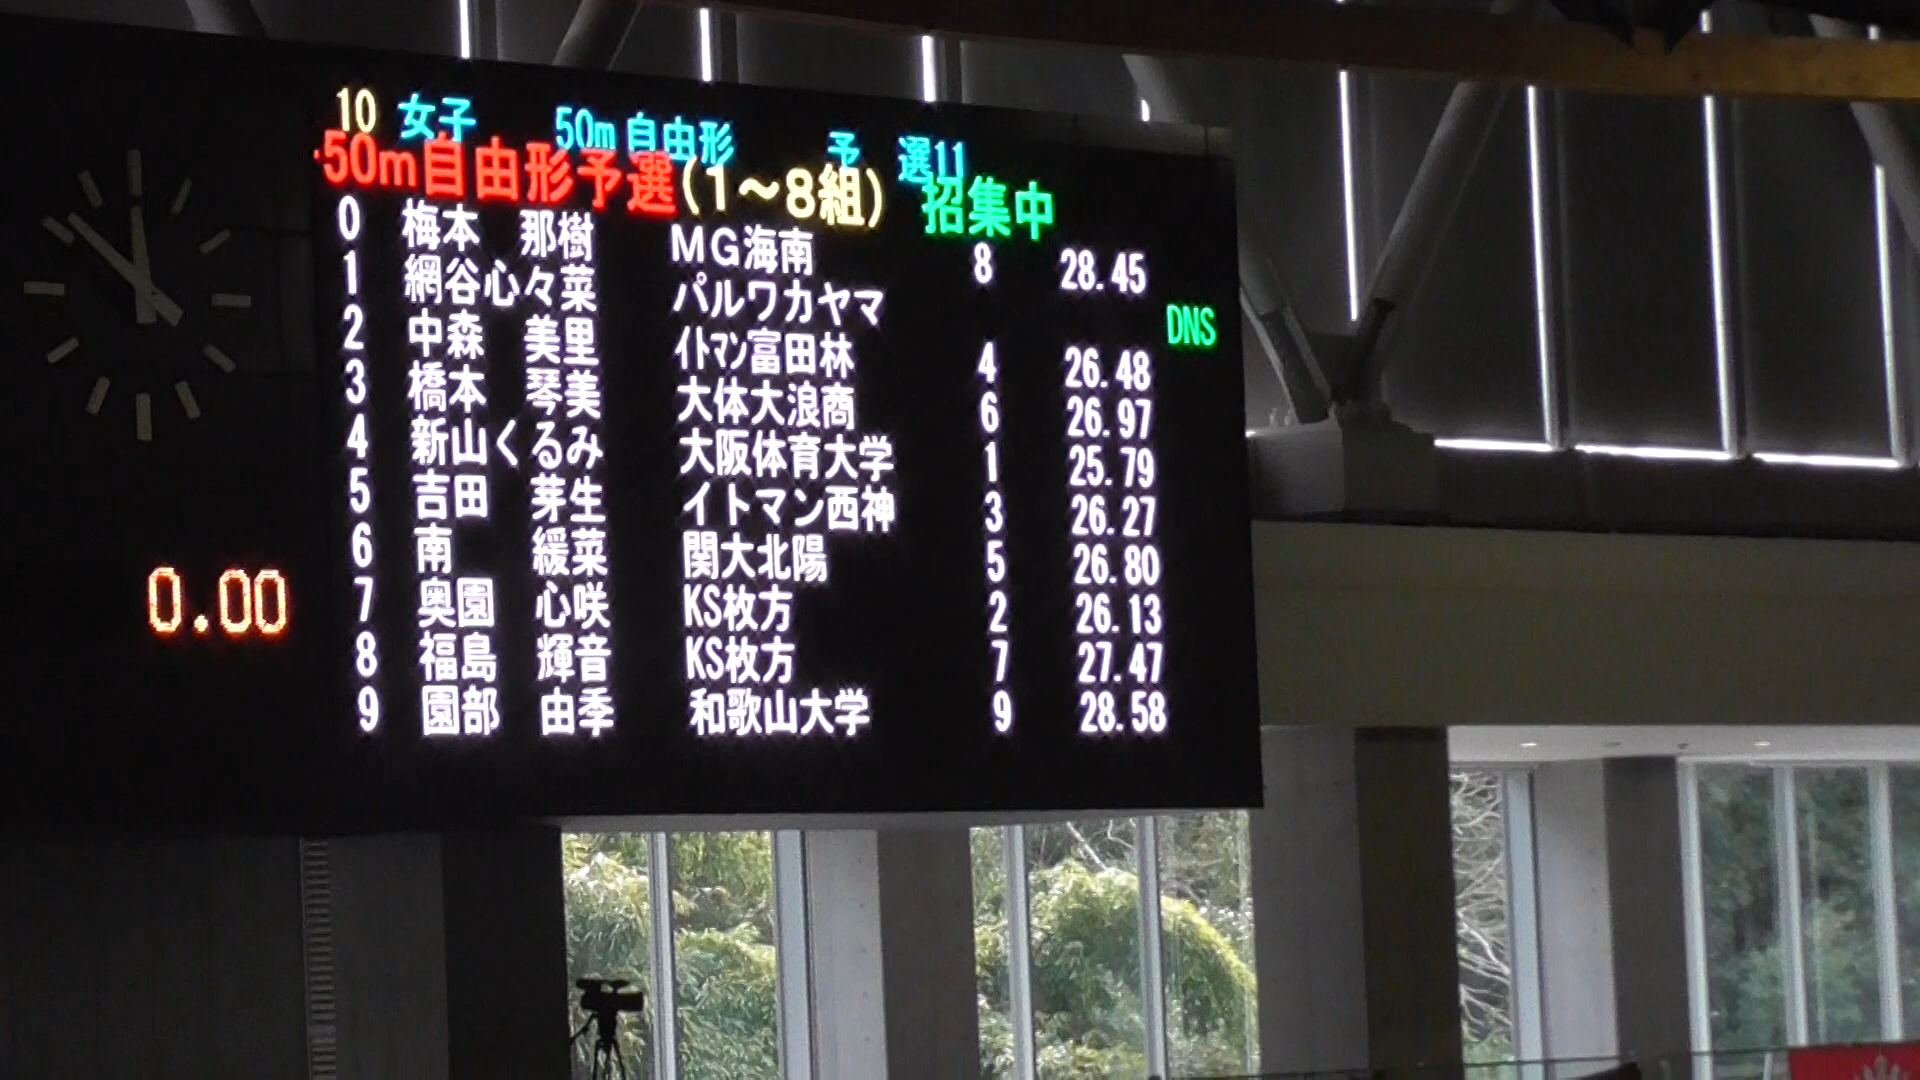 10 女子 50m 自由形 予 選11
50m自由形予選(1～8組) 招集中
0 梅本 那樹 MG海南 8 28.45
1 網谷心々菜 パルワカヤマ DNS
2 中森 美里 イトマン富田林 4 26.48
3 橋本 琴美 大体大浪商 6 26.97
4 新山くるみ 大阪体育大学 1 25.79
5 吉田 芽生 イトマン西神 3 26.27
6 南 緩菜 関大北陽 5 26.80
7 奥園 心咲 KS枚方 2 26.13
8 福島 輝音 KS枚方 7 27.47
9 園部 由季 和歌山大学 9 28.58
0.00